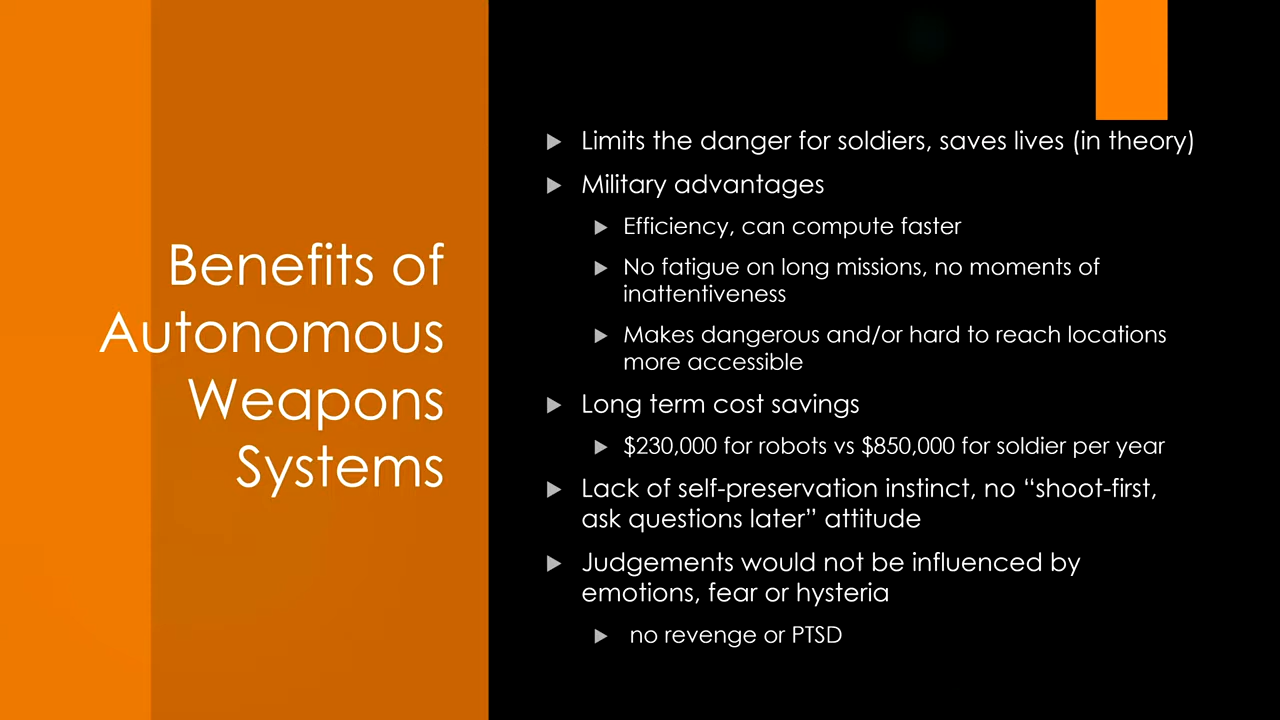 Benefits of
Autonomous
Weapons
Systems
Limits the danger for soldiers, saves lives (in theory)
Military advantages
Efficiency, can compute faster
No fatigue on long missions, no moments of
inattentiveness
Makes dangerous and/or hard to reach locations
more accessible
Long term cost savings
$230,000 for robots vs $850,000 for soldier per year
Lack of self-preservation instinct, no “shoot-first,
ask questions later” attitude
Judgements would not be influenced by
emotions, fear or hysteria
no revenge or PTSD